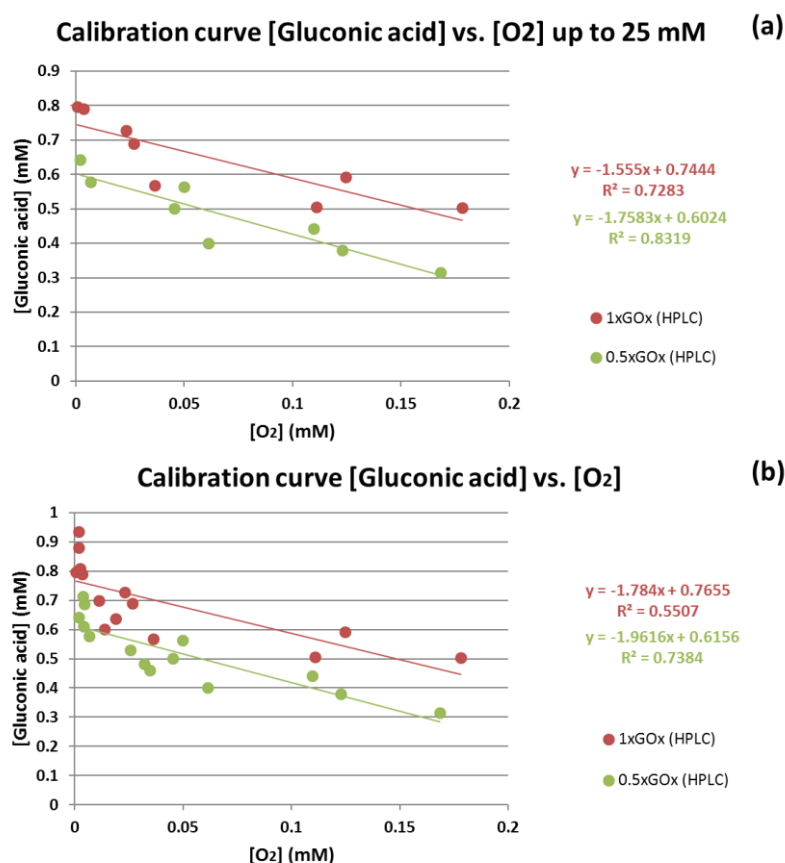 Calibration curve [Gluconic acid] vs. [O2] up to 25 mM
(a)
0.9
0.8
0.7
0.6
0.5
0.4
0.3
0.2
0.1
0
[Gluconic acid] (mM)
0
0.05
0.1
0.15
0.2
[O₂] (mM)
y = -1.555x + 0.7444
R² = 0.7283
y = -1.7583x + 0.6024
R² = 0.8319
1xGOx (HPLC)
0.5xGOx (HPLC)
Calibration curve [Gluconic acid] vs. [O₂]
(b)
1
0.9
0.8
0.7
0.6
0.5
0.4
0.3
0.2
0.1
0
[Gluconic acid] (mM)
0
0.05
0.1
0.15
0.2
[O₂] (mM)
y = -1.784x + 0.7655
R² = 0.5507
y = -1.9616x + 0.6156
R² = 0.7384
1xGOx (HPLC)
0.5xGOx (HPLC)